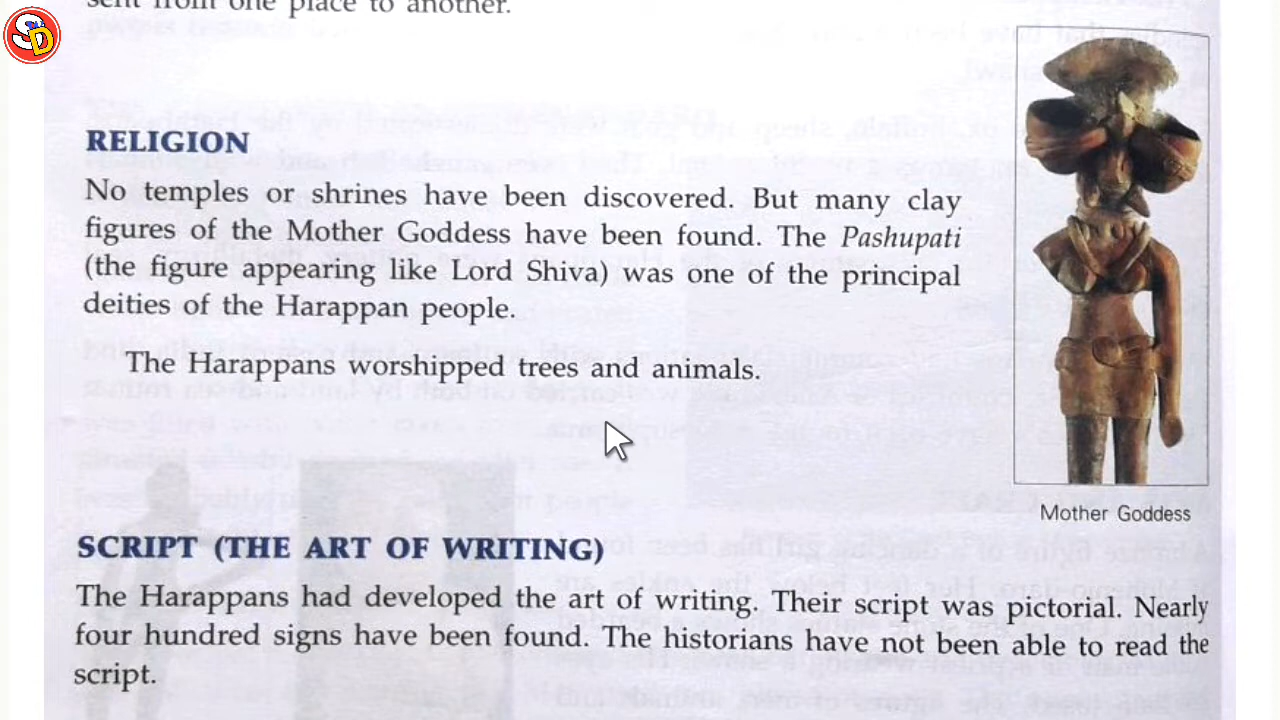 SD
sent from one place to another.
RELIGION
No temples or shrines have been discovered. But many clay
figures of the Mother Goddess have been found. The Pashupati
(the figure appearing like Lord Shiva) was one of the principal
deities of the Harappan people.
The Harappans worshipped trees and animals.
Mother Goddess
SCRIPT (THE ART OF WRITING)
The Harappans had developed the art of writing. Their script was pictorial. Nearly
four hundred signs have been found. The historians have not been able to read the
script.